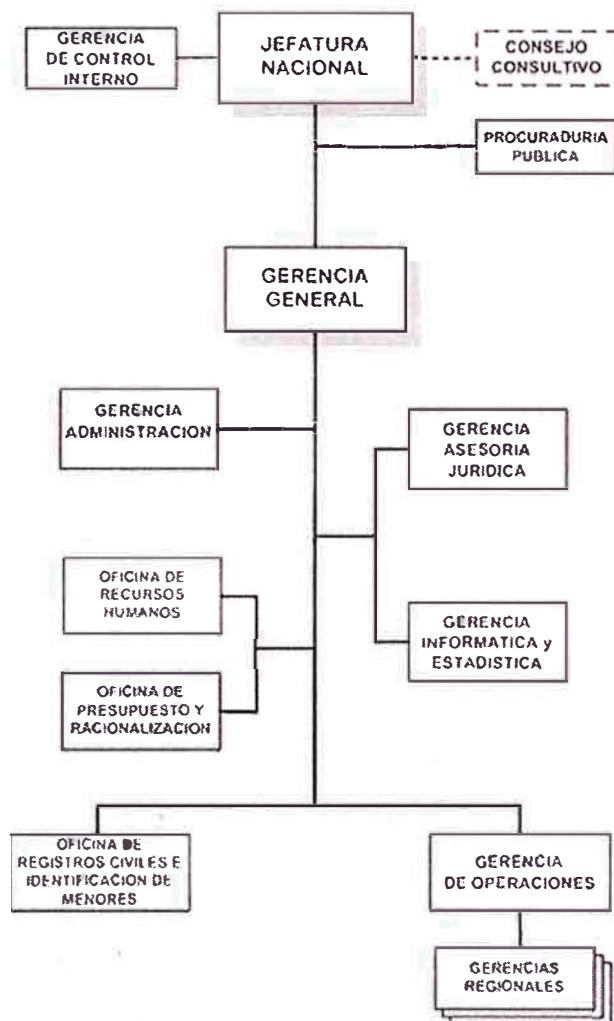 GERENCIA
DE CONTROL
INTERNO
JEFATURA
NACIONAL
CONSEJO
CONSULTIVO
PROCURADURIA
PUBLICA
GERENCIA
GENERAL
GERENCIA
ADMINISTRACION
GERENCIA
ASESORIA
JURIDICA
OFICINA DE
RECURSOS
HUMANOS
GERENCIA
INFORMATICA y
ESTADISTICA
OFICINA DE
PRESUPUESTO Y
RACIONALIZACION
OFICINA DE
REGISTROS CIVILES E
IDENTIFICACION DE
MENORES
GERENCIA
DE OPERACIONES
GERENCIAS
REGIONALES